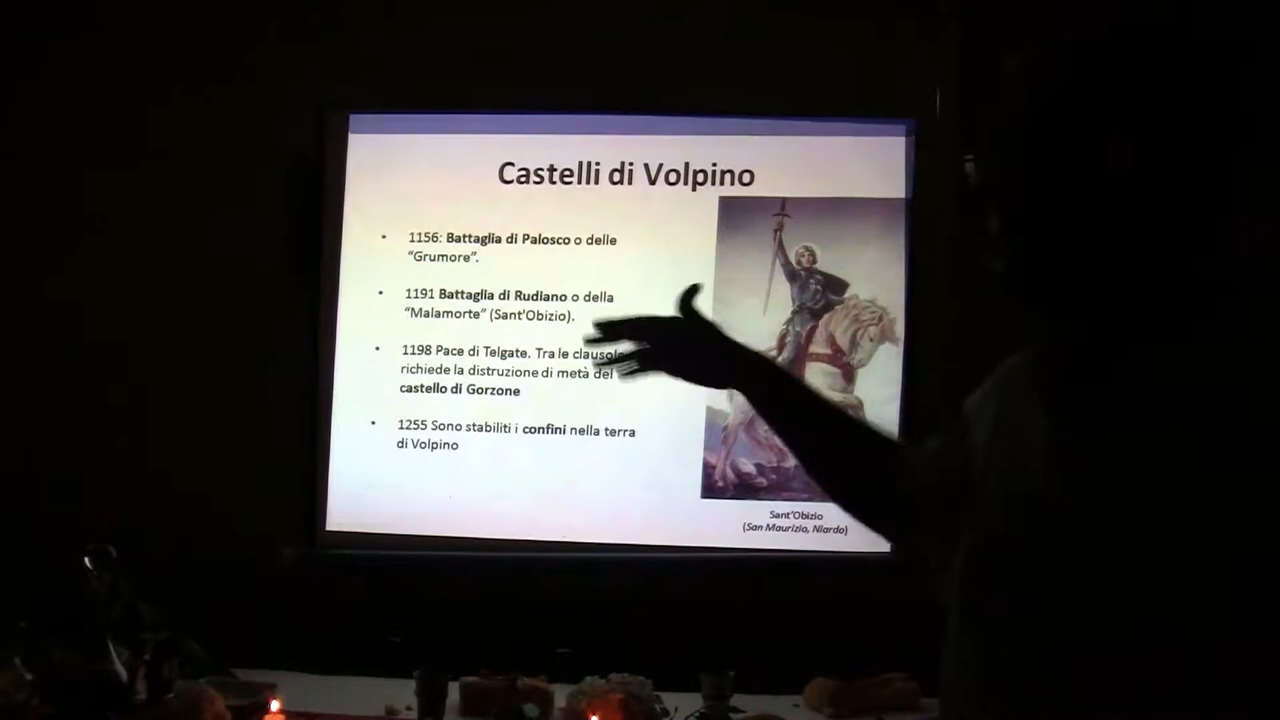 Castelli di Volpino
• 1156: Battaglia di Palosco o delle
“Grumore”.
• 1191 Battaglia di Rudiano o della
“Malamorte” (Sant'Obizio).
• 1198 Pace di Telgate. Tra le clausole
richiede la distruzione di metà del
castello di Gorzone
• 1255 Sono stabiliti i confini nella terra
di Volpino
Sant’Obizio
(San Maurizio, Niardo)